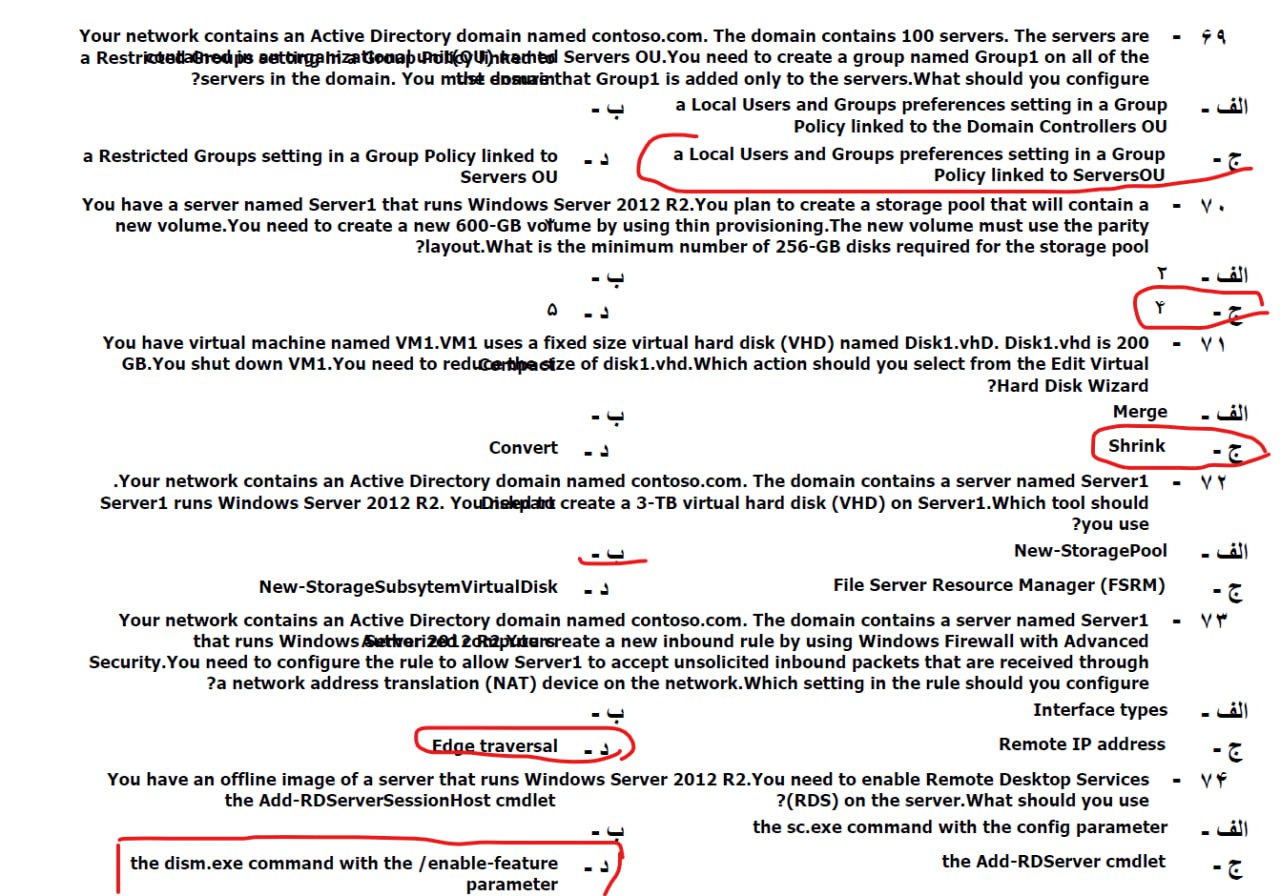 ۶۹ - Your network contains an Active Directory domain named contoso.com. The domain contains 100 servers. The servers are
contained in an organizational unit (OU) named Servers OU.You need to create a group named Group1 on all of the
servers in the domain. You must ensure that Group1 is added only to the servers.What should you configure?
الف - a Local Users and Groups preferences setting in a Group
Policy linked to the Domain Controllers OU
ب - a Restricted Groups setting in a Group Policy linked to
the domain
ج - a Local Users and Groups preferences setting in a Group
Policy linked to ServersOU
د - a Restricted Groups setting in a Group Policy linked to
Servers OU
۷۰ - You have a server named Server1 that runs Windows Server 2012 R2.You plan to create a storage pool that will contain a
new volume.You need to create a new 600-GB volume by using thin provisioning.The new volume must use the parity
layout.What is the minimum number of 256-GB disks required for the storage pool?
الف - ۲
ب - ۳
ج - ۴
د - ۵
۷۱ - You have virtual machine named VM1.VM1 uses a fixed size virtual hard disk (VHD) named Disk1.vhD. Disk1.vhd is 200
GB.You shut down VM1.You need to reduce the size of disk1.vhd.Which action should you select from the Edit Virtual
Hard Disk Wizard?
الف - Merge
ب - Compact
ج - Shrink
د - Convert
۷۲ - Your network contains an Active Directory domain named contoso.com. The domain contains a server named Server1.
Server1 runs Windows Server 2012 R2. You need to create a 3-TB virtual hard disk (VHD) on Server1.Which tool should
you use?
الف - New-StoragePool
ب - Diskpart
ج - File Server Resource Manager (FSRM)
د - New-StorageSubsytemVirtualDisk
۷۳ - Your network contains an Active Directory domain named contoso.com. The domain contains a server named Server1
that runs Windows Server 2012 R2.You create a new inbound rule by using Windows Firewall with Advanced
Security.You need to configure the rule to allow Server1 to accept unsolicited inbound packets that are received through
a network address translation (NAT) device on the network.Which setting in the rule should you configure?
الف - Interface types
ب - Authorized computers
ج - Remote IP address
د - Edge traversal
۷۴ - You have an offline image of a server that runs Windows Server 2012 R2.You need to enable Remote Desktop Services
(RDS) on the server.What should you use?
الف - the sc.exe command with the config parameter
ب - the Add-RDServerSessionHost cmdlet
ج - the Add-RDServer cmdlet
د - the dism.exe command with the /enable-feature
parameter